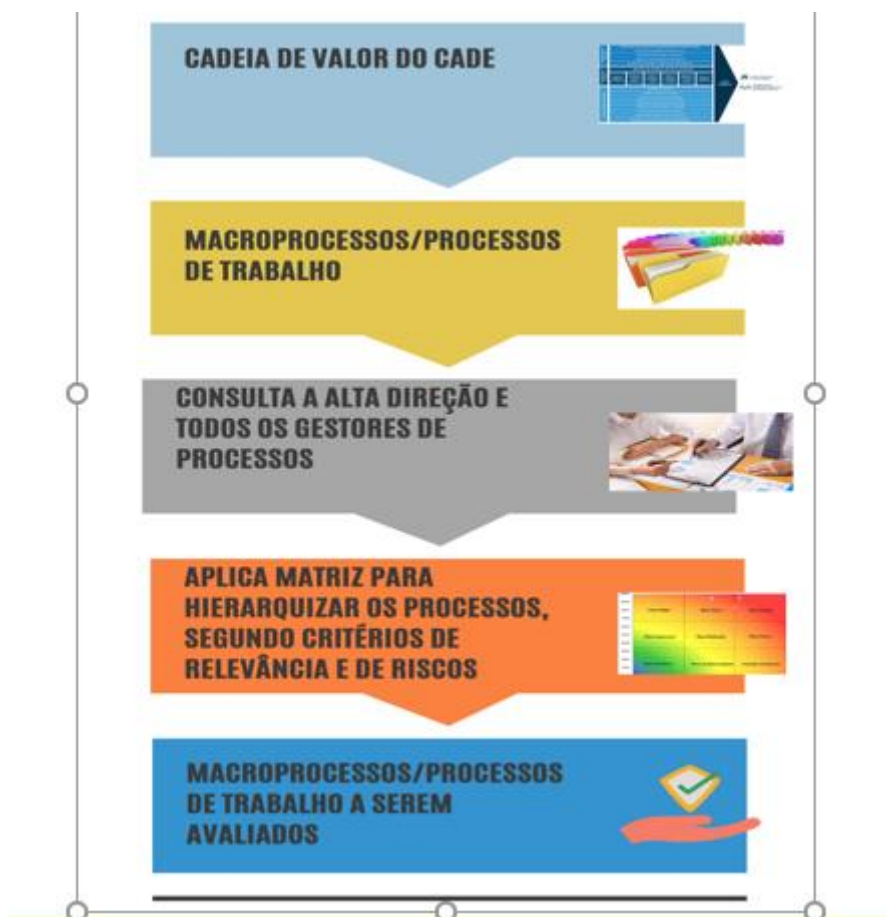 CADEIA DE VALOR DO CADE
MACROPROCESSOS/PROCESSOS
DE TRABALHO
CONSULTA A ALTA DIREÇÃO E
TODOS OS GESTORES DE
PROCESSOS
APLICA MATRIZ PARA
HIERARQUIZAR OS PROCESSOS,
SEGUNDO CRITÉRIOS DE
RELEVÂNCIA E DE RISCOS
MACROPROCESSOS/PROCESSOS
DE TRABALHO A SEREM
AVALIADOS